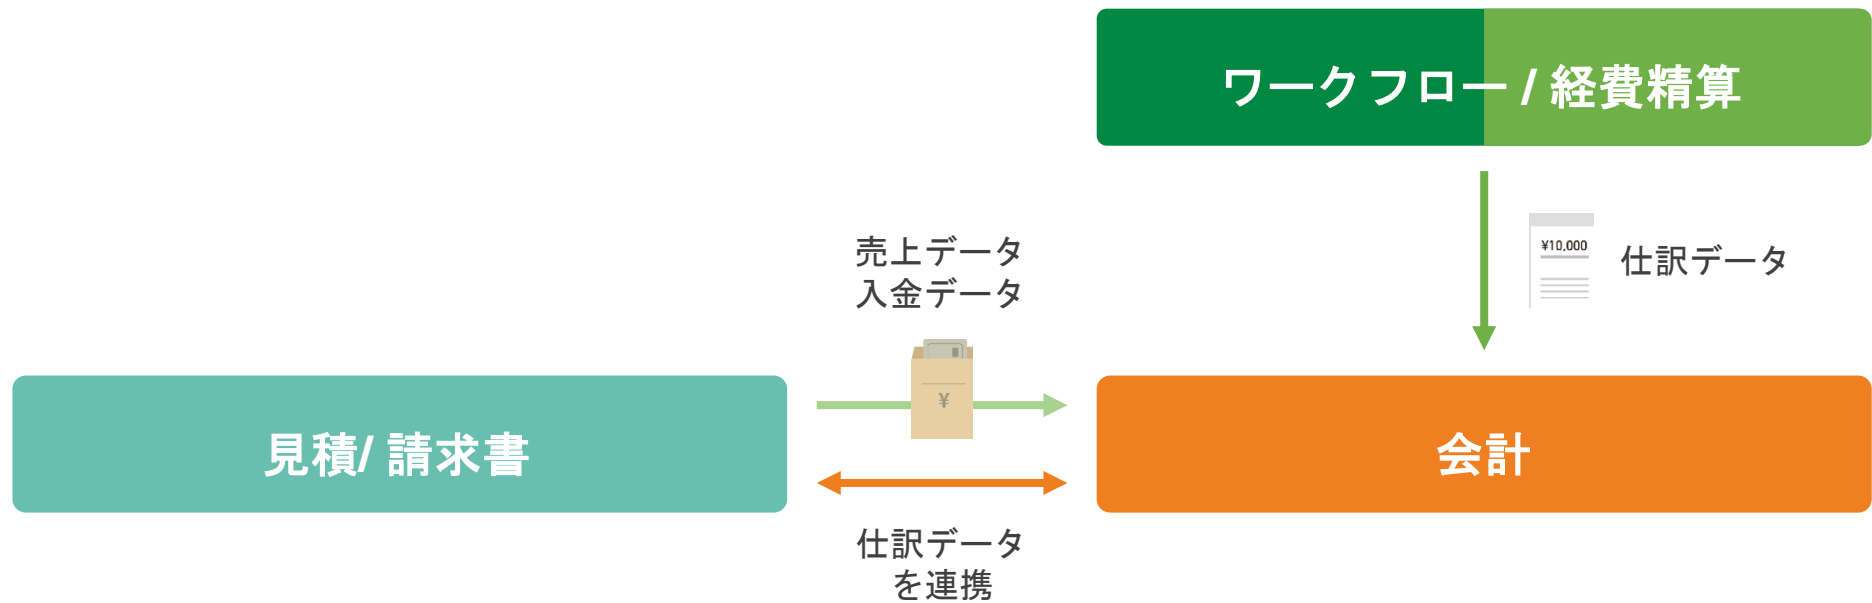 ワークフロー / 経費精算
¥10,000
仕訳データ
売上データ
入金データ
¥
見積/ 請求書
会計
仕訳データ
を連携